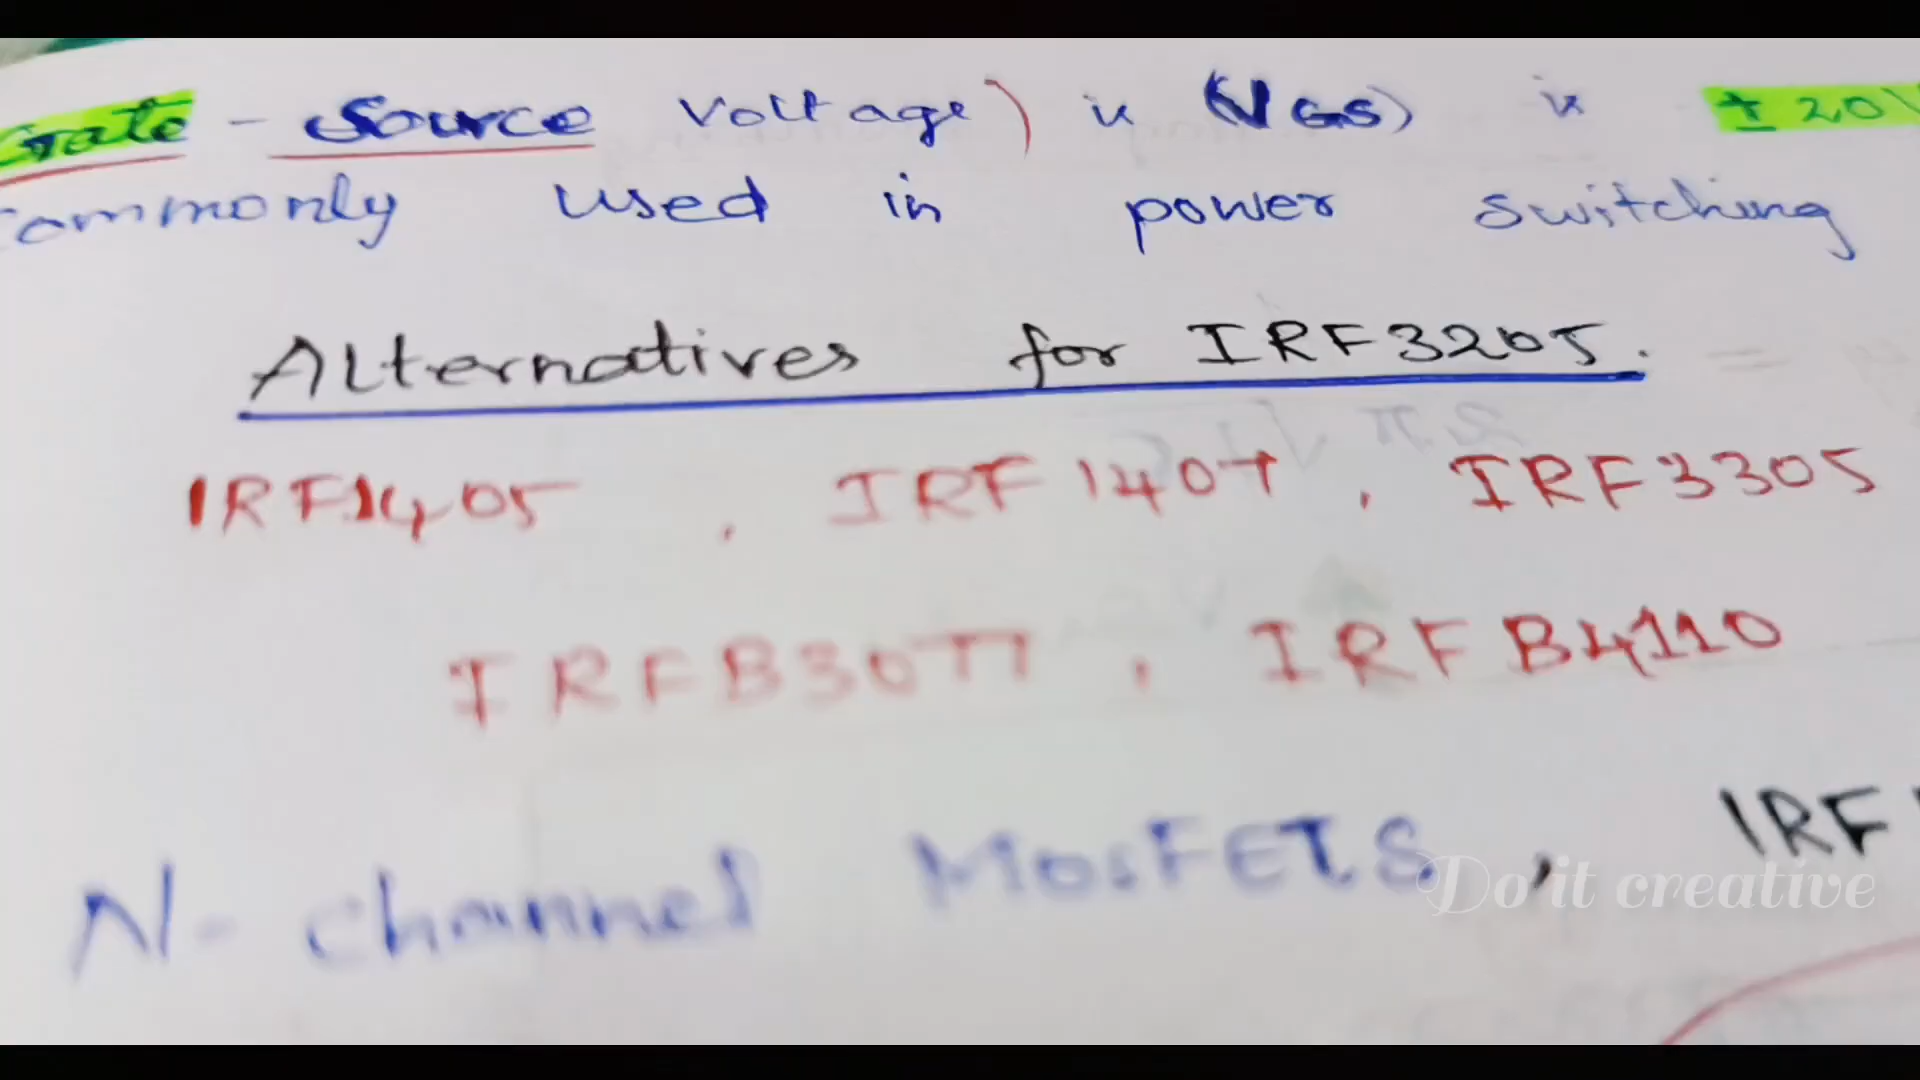 Gate - Source Voltage) is (VGS) is ± 20V
commonly used in power switching
Alternatives for IRF3205.
IRF1405, IRF1407, IRF3305
IRFB3077, IRFB4110
N-channel MOSFETS, IRF
Do it creative